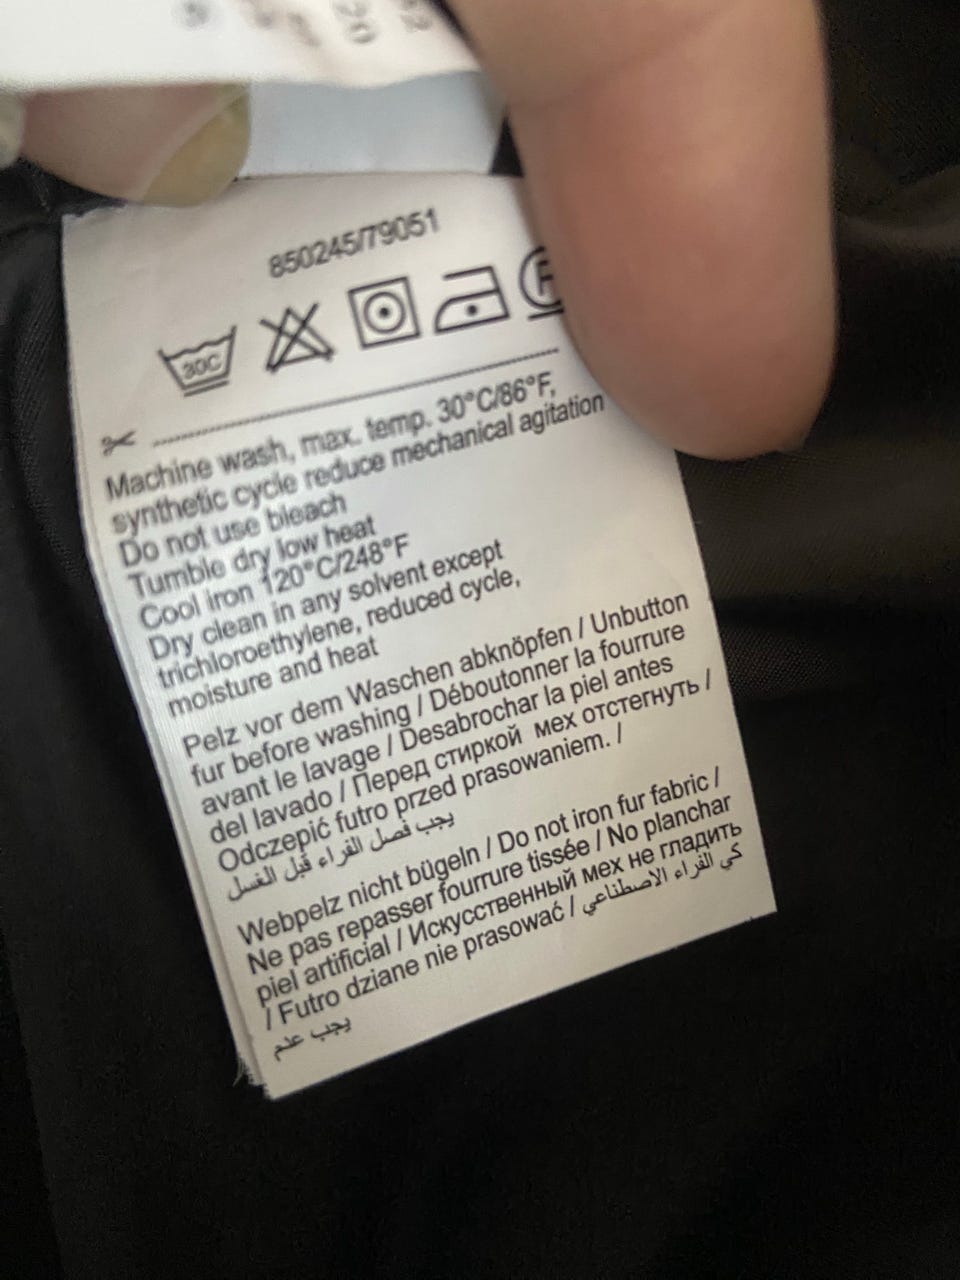 850245/79051
30C
Machine wash, max. temp. 30°C/86°F,
synthetic cycle reduce mechanical agitation
Do not use bleach
Tumble dry low heat
Cool iron 120°C/248°F
Dry clean in any solvent except
trichloroethylene, reduced cycle,
moisture and heat
Pelz vor dem Waschen abknöpfen / Unbutton
fur before washing / Déboutonner la fourrure
avant le lavage / Desabrochar la piel antes
del lavado / Перед стиркой мех отстегнуть /
Odczepić futro przed prasowaniem. /
يجب فصل الفراء قبل الغسل
Webpelz nicht bügeln / Do not iron fur fabric /
Ne pas repasser fourrure tissée / No planchar
piel artificial / Искусственный мех не гладить
/ Futro dziane nie prasować / كي الفراء الاصطناعي
يجب عدم